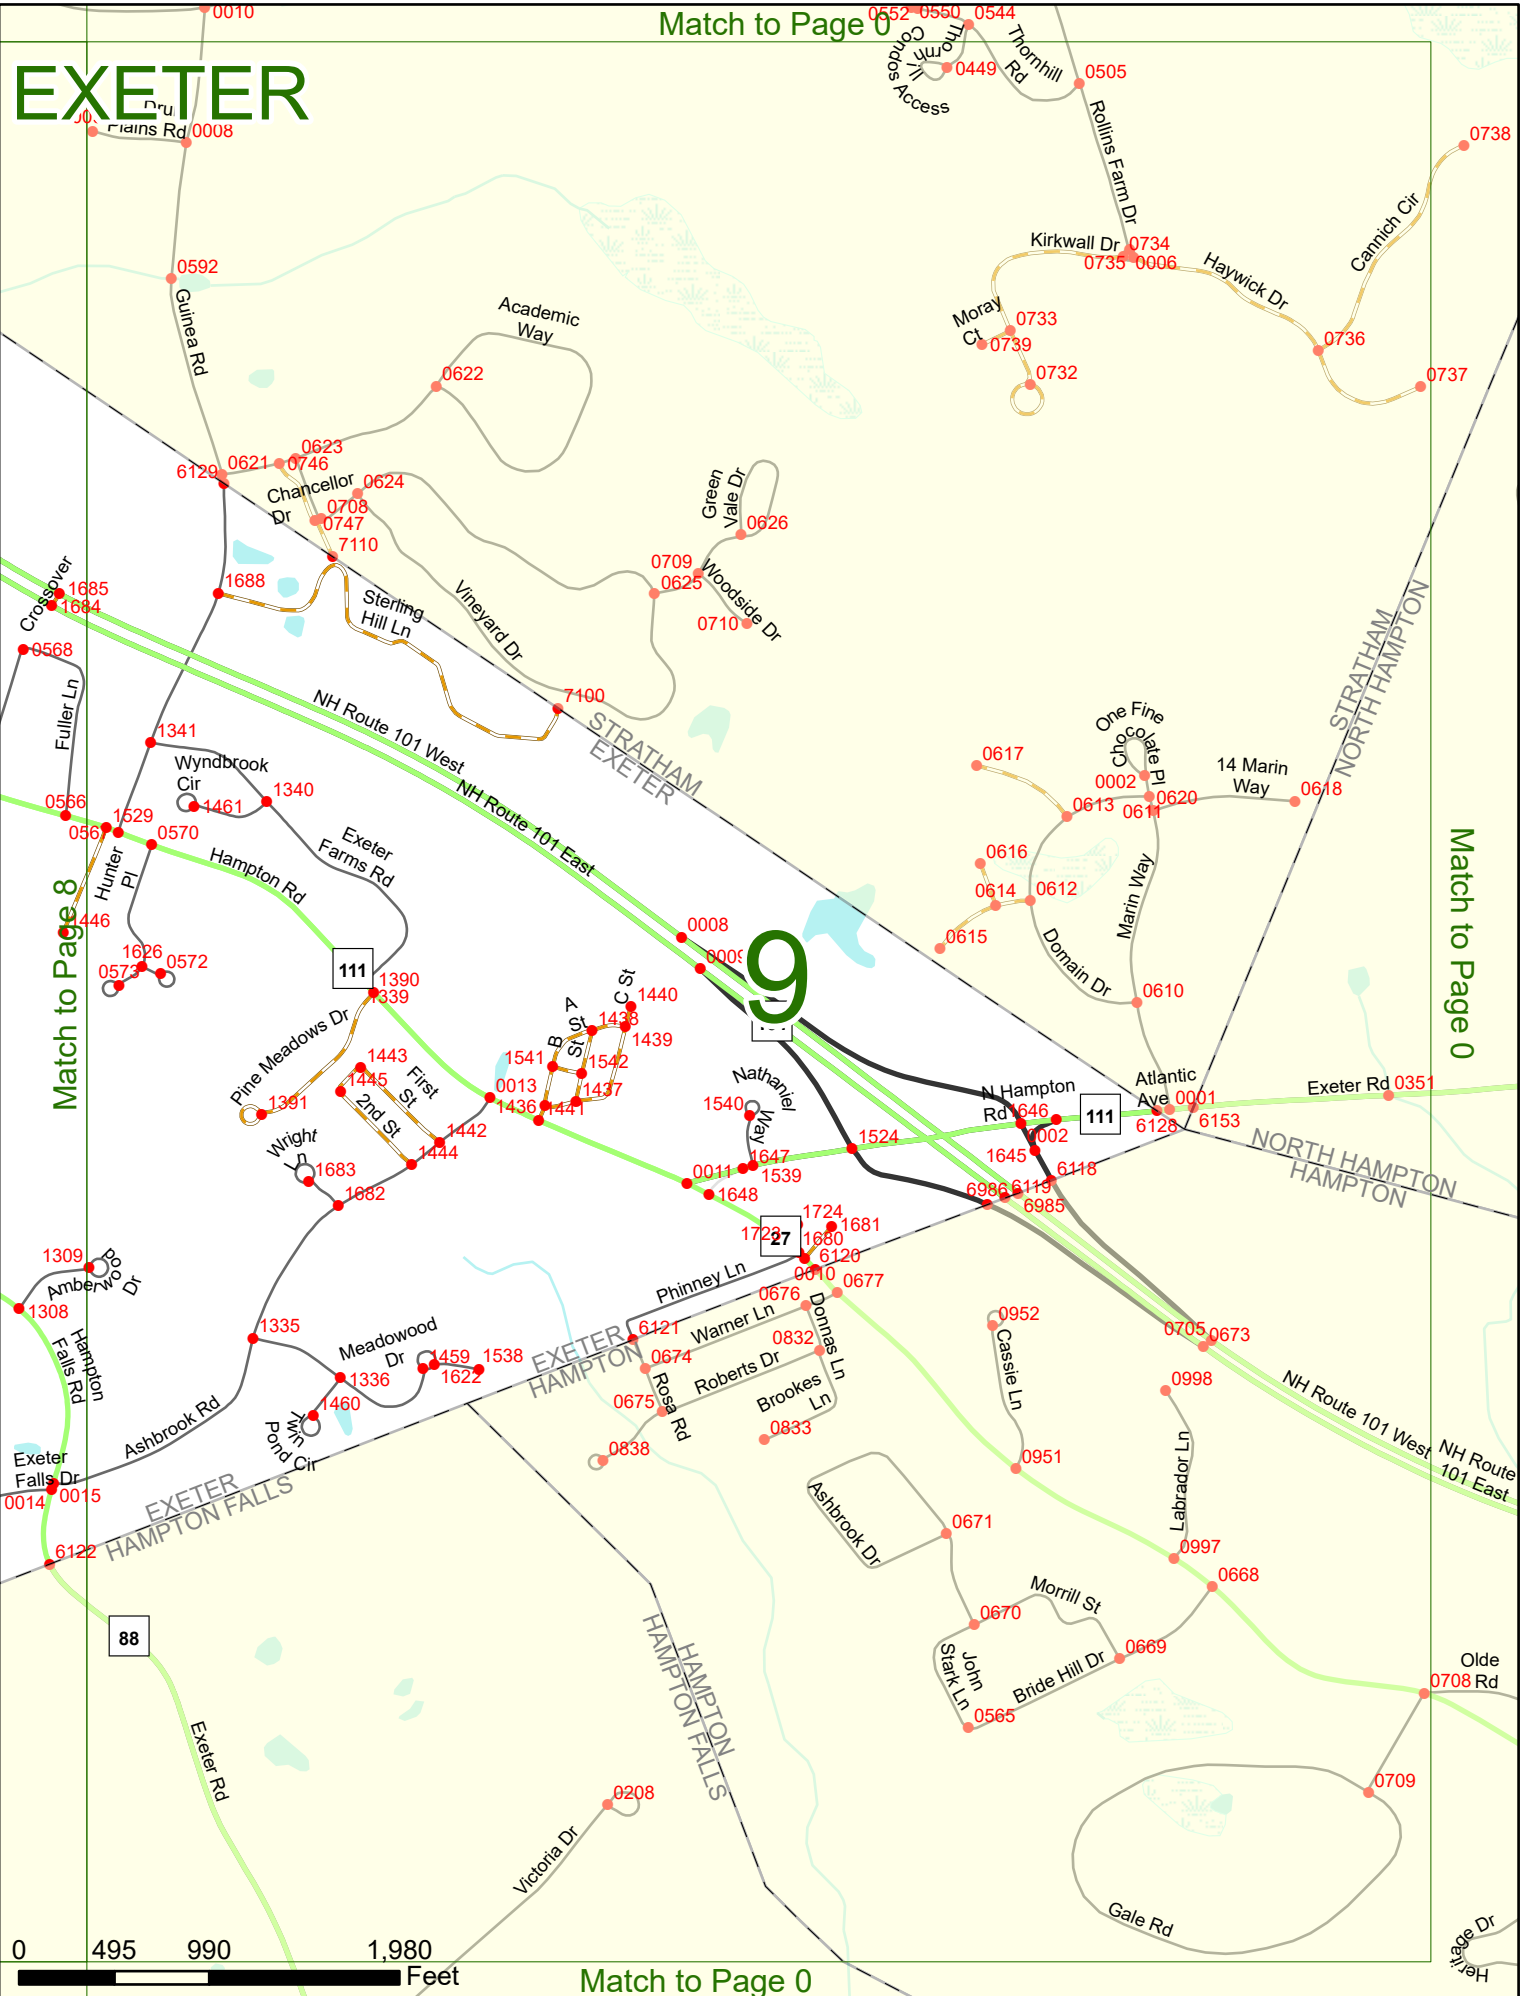 0010
Match to Page 0
0552
0550
0544
EXETER
Thornhill
Rd
Thorn
Hill
Condos Access
0449
0505
Plains Rd
0008
0738
Rollins Farm Dr
Cannich Cir
Kirkwall Dr
0734
0735
0006
Haywick Dr
0592
Guinea Rd
Academic
Way
Moray
Ct
0733
0739
0736
0732
0737
0622
0623
0621
0746
6129
Chancellor
Dr
0624
0708
0747
7110
Green
Vale Dr
0626
0709
0625
Woodside Dr
0710
Crossover
1685
1684
1688
Sterling
Hill Ln
Vineyard Dr
0568
Fuller Ln
7100
STRATHAM
EXETER
STRATHAM
NORTH HAMPTON
NH Route 101 West
NH Route 101 East
1341
Wyndbrook
Cir
1461
1340
0566
1529
0570
Hunter
Pl
Hampton Rd
Exeter
Farms Rd
One Fine
Chocolate Pl
0002
0617
0613
0620
0611
14 Marin
Way
0618
0616
0614
0612
0615
Marin Way
Domain Dr
0610
Match to Page 8
Match to Page 0
1446
1626
0573
0572
111
1390
1339
0008
9
A
St
C St
1440
1438
1439
B
St
1541
1542
1437
1436
1441
0013
Pine Meadows Dr
1391
1443
1445
First
St
2nd St
1442
1444
Wright
Ln
1683
1682
Nathaniel
Way
1540
1647
1539
0011
1648
1524
N Hampton
Rd
1646
0002
1645
111
Atlantic
Ave
0001
6128
6153
Exeter Rd
0351
NORTH HAMPTON
HAMPTON
6118
6119
6986
6985
1724
1681
27
1680
6120
0010
0677
1309
Amberwood
Dr
1308
Hampton
Falls Rd
Phinney Ln
6121
0676
Warner Ln
Donnas Ln
0832
0674
Roberts Dr
Brookes
Ln
0675
Rosa Rd
0833
0838
EXETER
HAMPTON
0952
Cassie Ln
0705
0673
0998
NH Route 101 West
NH Route
101 East
1335
Meadowood
Dr
1459
1622
1538
1336
1460
Twin
Pond Cir
Ashbrook Rd
Exeter
Falls Dr
0014
0015
EXETER
HAMPTON FALLS
6122
0951
Labrador Ln
Ashbrook Dr
0671
0997
0668
Morrill St
0670
0669
John
Stark Ln
Bride Hill Dr
0565
88
Exeter Rd
HAMPTON
HAMPTON FALLS
Olde
Rd
0708
0709
0208
Victoria Dr
Gale Rd
Heritage Dr
0
495
990
1,980
Feet
Match to Page 0